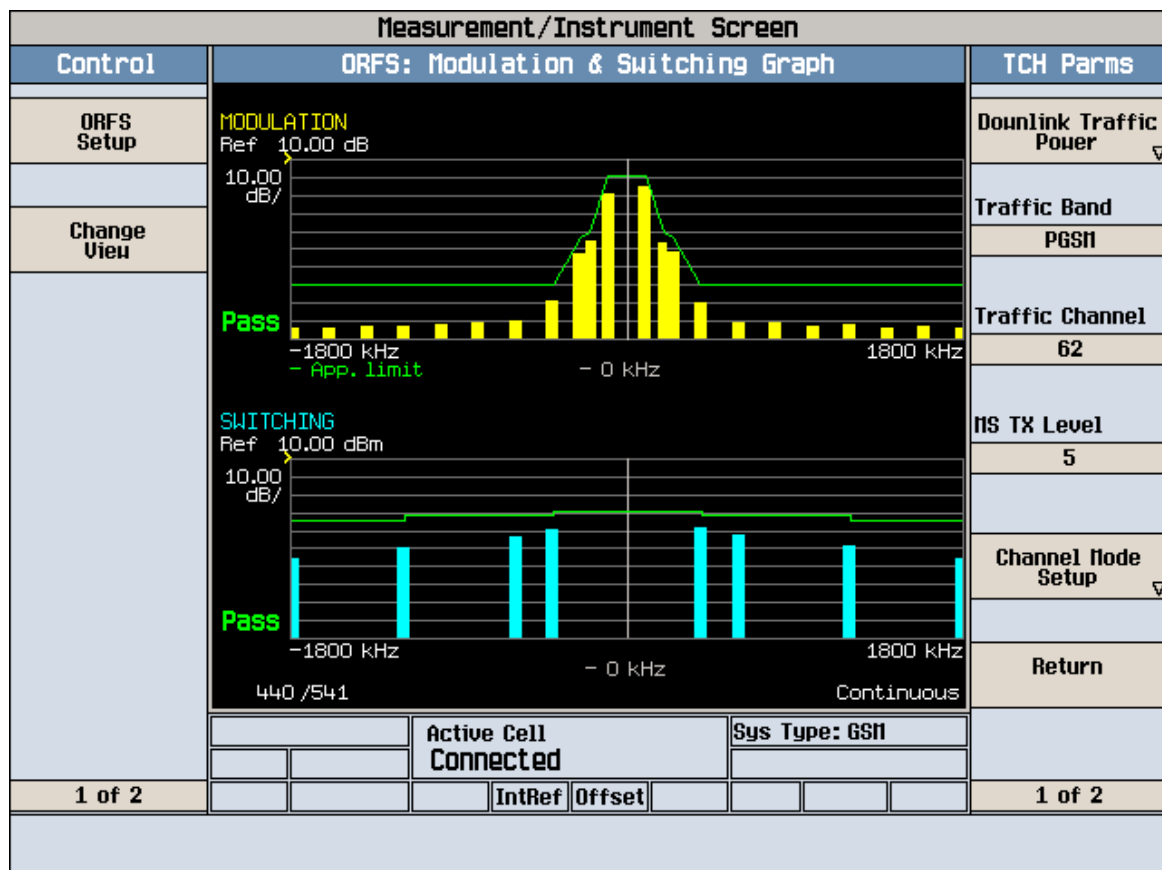 Measurement/Instrument Screen
Control
ORFS: Modulation & Switching Graph
TCH Parms
ORFS
Setup
Change
View
1 of 2
MODULATION
Ref 10.00 dB
10.00
dB/
Pass
-1800 kHz
1800 kHz
- App. limit
- 0 kHz
SWITCHING
Ref 10.00 dBm
10.00
dB/
Pass
-1800 kHz
1800 kHz
- 0 kHz
440 /541
Continuous
Active Cell
Connected
Sys Type: GSM
IntRef
Offset
Downlink Traffic
Power
Traffic Band
PGSM
Traffic Channel
62
MS TX Level
5
Channel Mode
Setup
Return
1 of 2